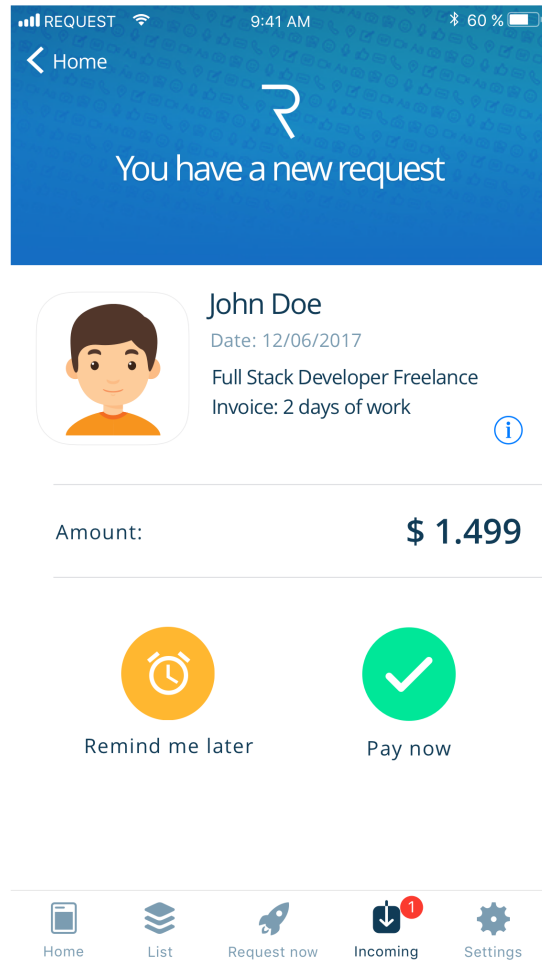 REQUEST 9:41 AM 60 %
Home
You have a new request
John Doe
Date: 12/06/2017
Full Stack Developer Freelance
Invoice: 2 days of work
i
Amount: $ 1.499
Remind me later Pay now
1
Home List Request now Incoming Settings